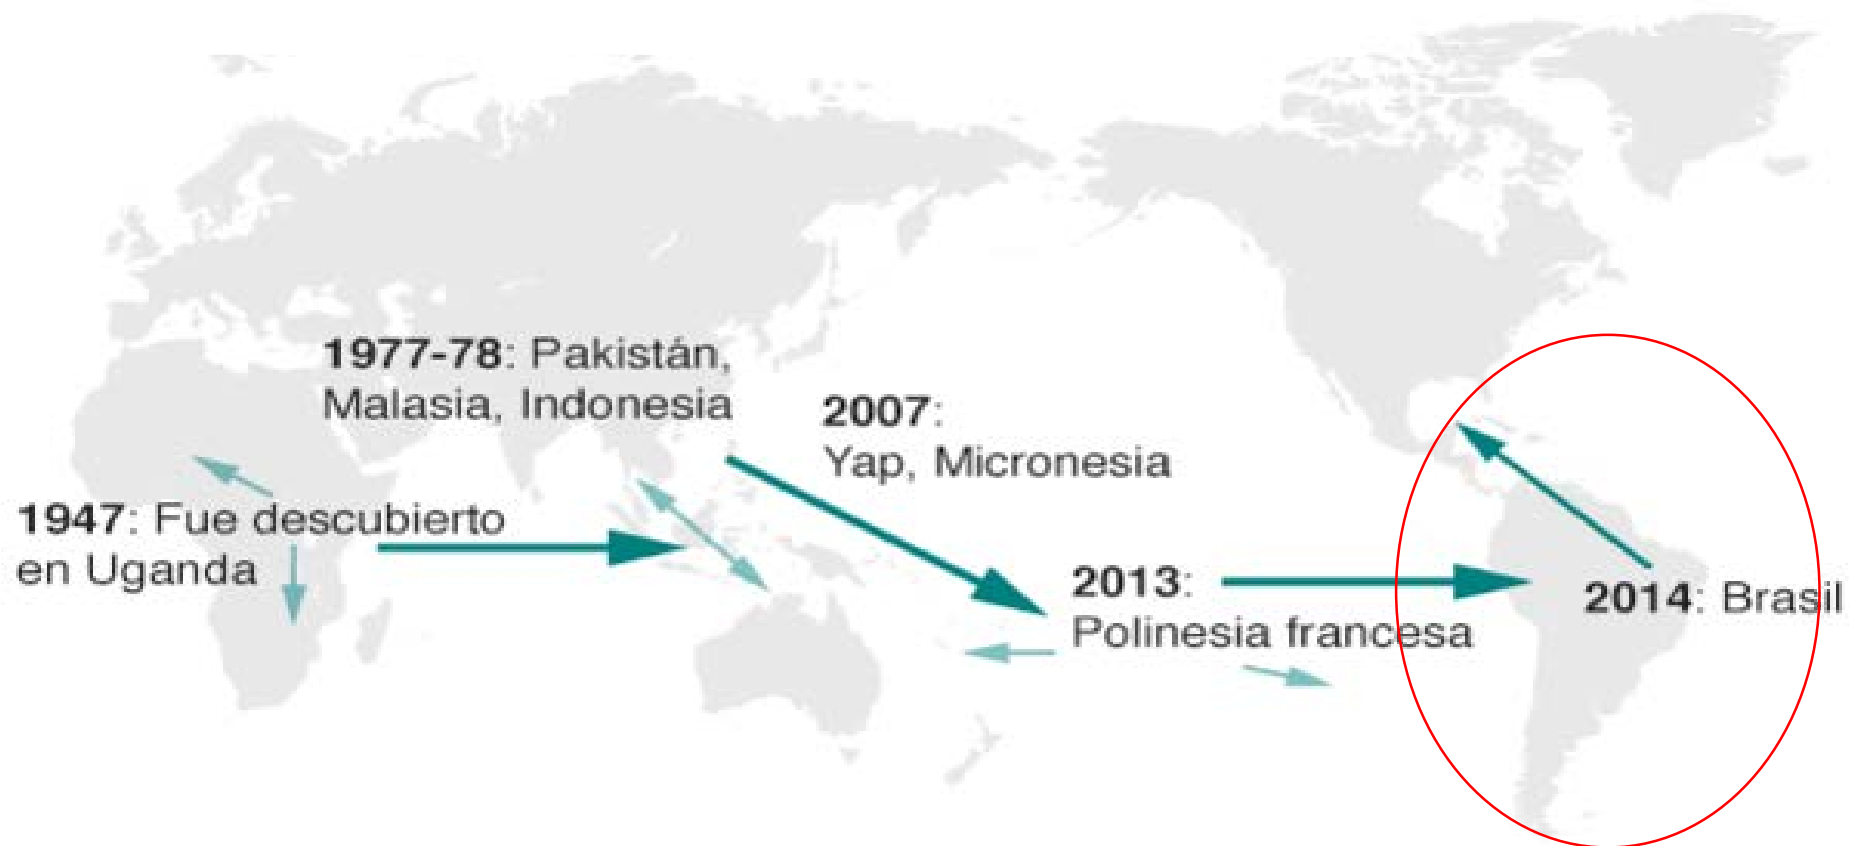 1977-78: Pakistán,
Malasia, Indonesia
2007:
Yap, Micronesia
1947: Fue descubierto
en Uganda
2013:
Polinesia francesa
2014: Brasil